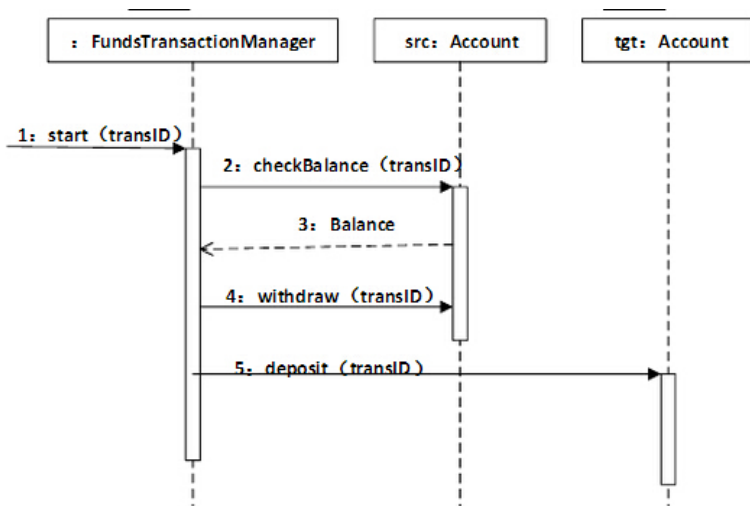 ：FundsTransactionManager
src：Account
tgt：Account
1：start（transID）
2：checkBalance（transID）
3：Balance
4：withdraw（transID）
5：deposit（transID）